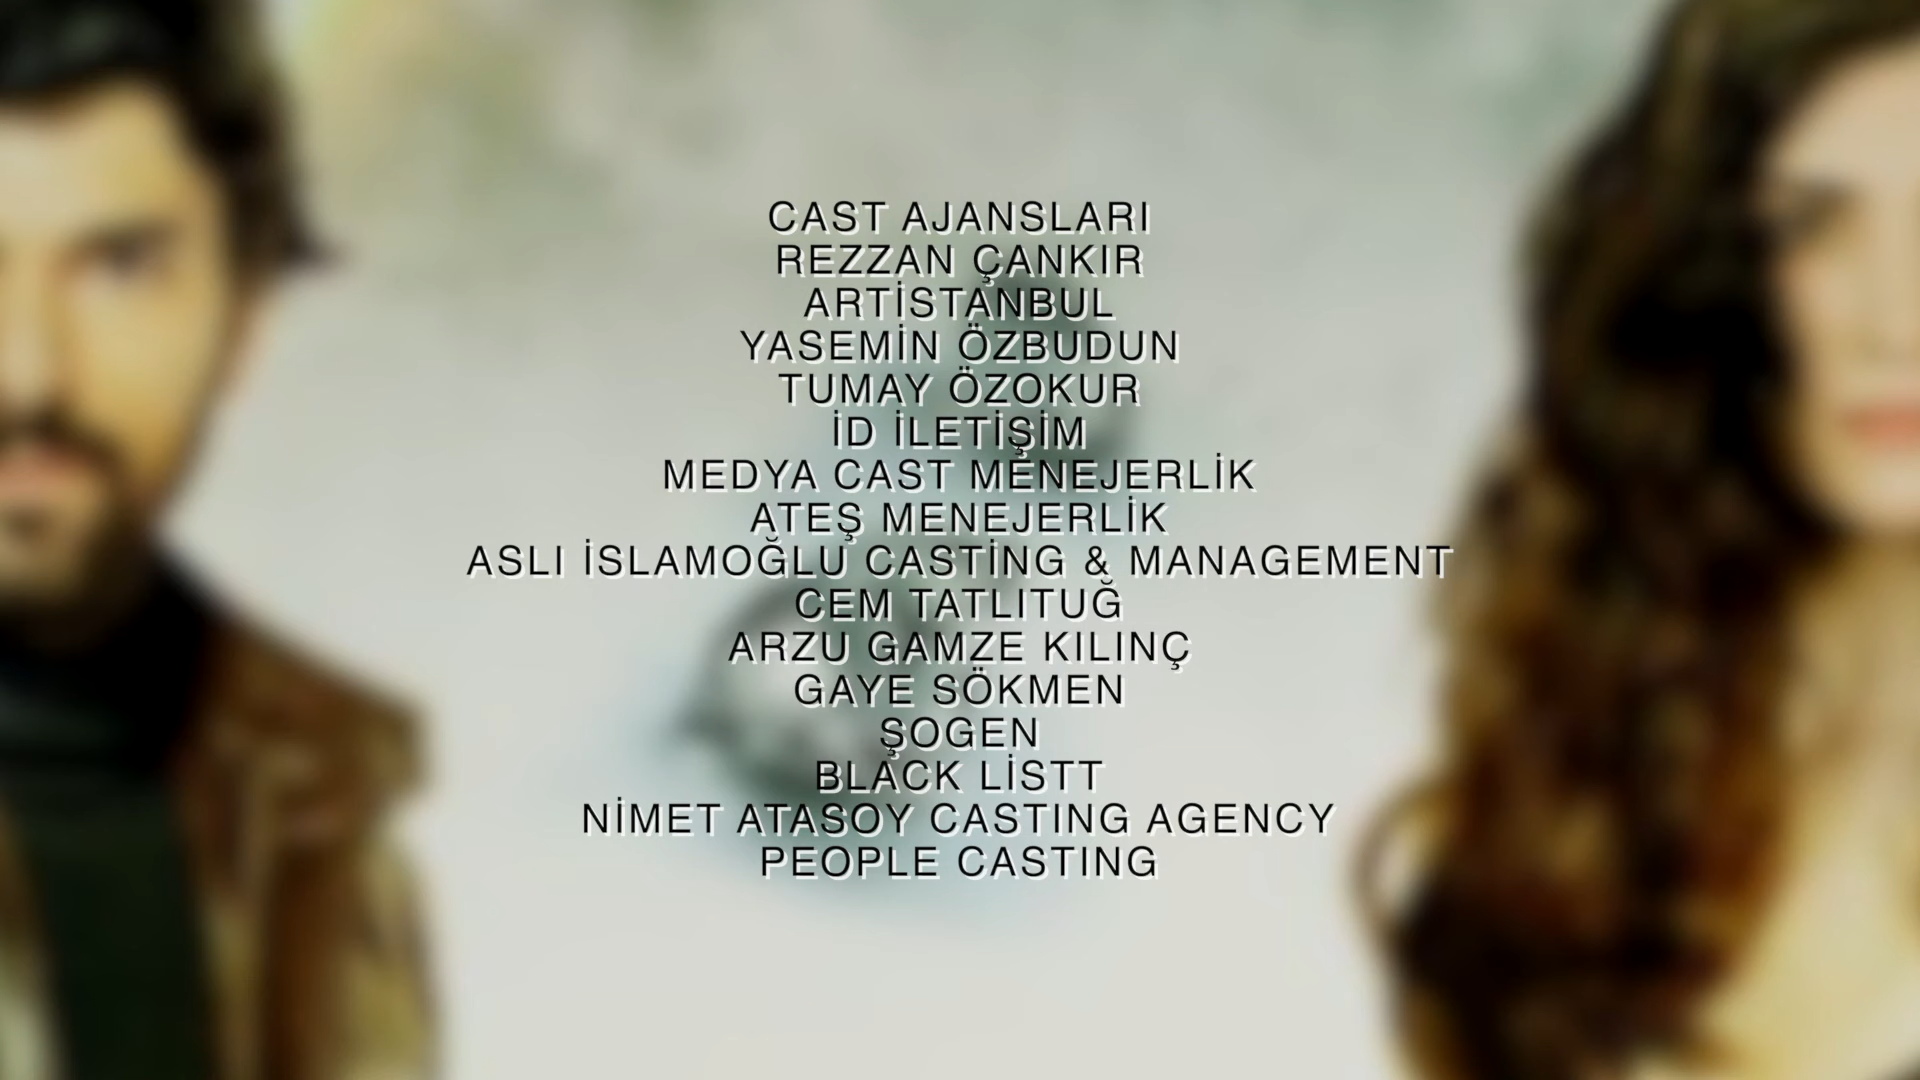 CAST AJANSLARI
REZZAN ÇANKIR
ARTİSTANBUL
YASEMİN ÖZBUDUN
TUMAY ÖZOKUR
İD İLETİŞİM
MEDYA CAST MENEJERLİK
ATEŞ MENEJERLİK
ASLI İSLAMOĞLU CASTİNG & MANAGEMENT
CEM TATLITUĞ
ARZU GAMZE KILINÇ
GAYE SÖKMEN
ŞOGEN
BLACK LİSTT
NİMET ATASOY CASTING AGENCY
PEOPLE CASTING